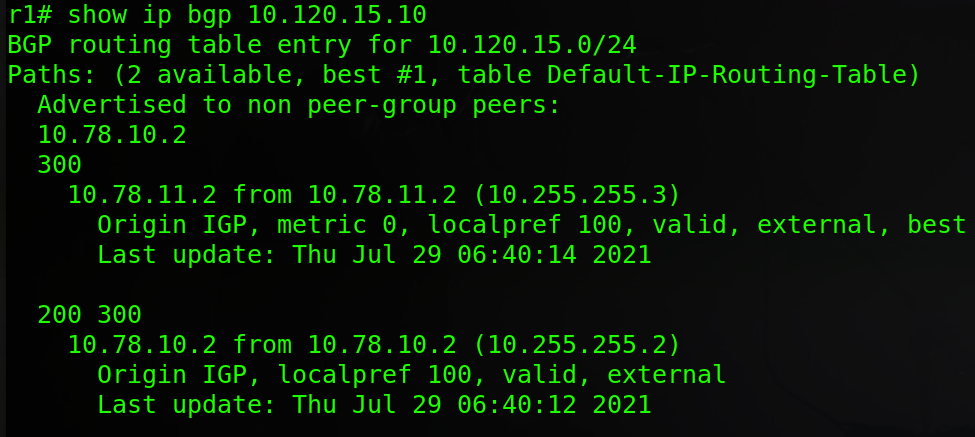 r1# show ip bgp 10.120.15.10
BGP routing table entry for 10.120.15.0/24
Paths: (2 available, best #1, table Default-IP-Routing-Table)
  Advertised to non peer-group peers:
  10.78.10.2
  300
    10.78.11.2 from 10.78.11.2 (10.255.255.3)
      Origin IGP, metric 0, localpref 100, valid, external, best
      Last update: Thu Jul 29 06:40:14 2021

  200 300
    10.78.10.2 from 10.78.10.2 (10.255.255.2)
      Origin IGP, localpref 100, valid, external
      Last update: Thu Jul 29 06:40:12 2021